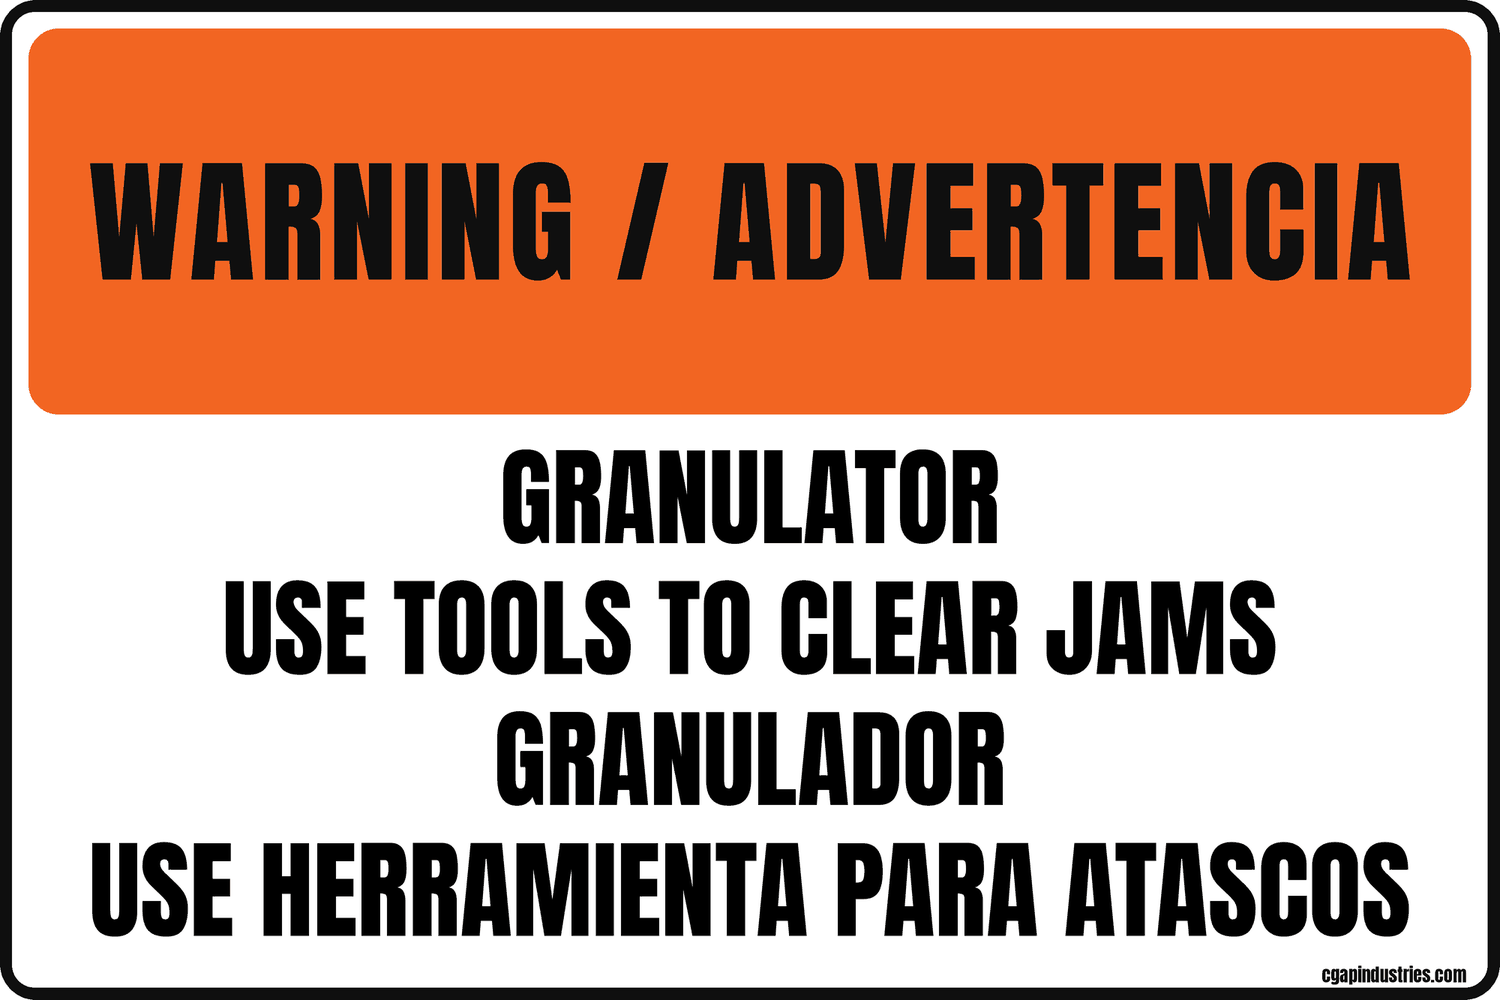 WARNING / ADVERTENCIA
GRANULATOR
USE TOOLS TO CLEAR JAMS
GRANULADOR
USE HERRAMIENTA PARA ATASCOS
cgapindustries.com